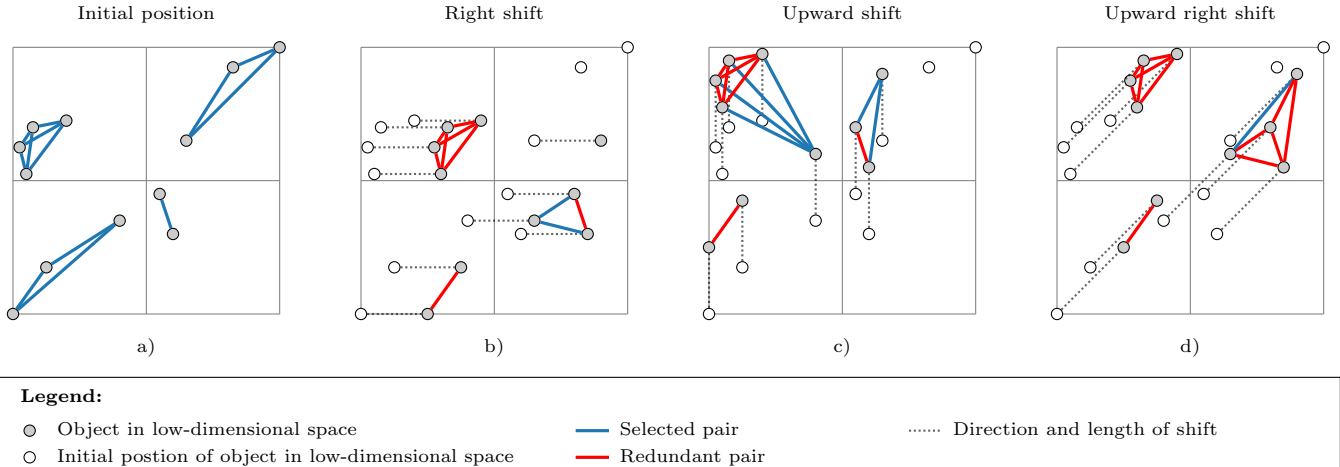 Initial position
Right shift
Upward shift
Upward right shift
a)
b)
c)
d)
Legend:
Object in low-dimensional space
Selected pair
Direction and length of shift
Initial postion of object in low-dimensional space
Redundant pair